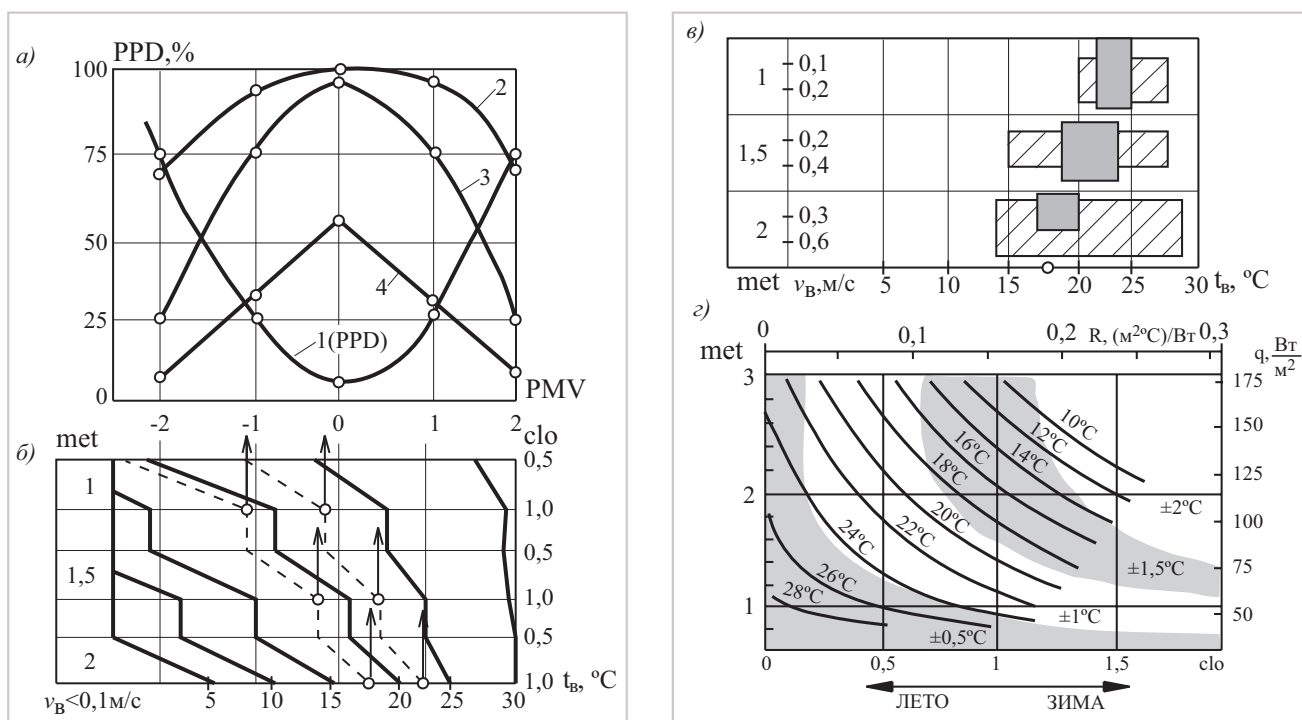 а)
PPD,%
100
75
50
25
0
2
3
4
1(PPD)
PMV
-2
-1
0
1
2
б)
met
clo
1
1,5
2
0,5
1,0
0,5
1,0
0,5
1,0
vв<0,1м/с
5
10
15
20
25
30
tв, ºC
в)
1
0,1
0,2
1,5
0,2
0,4
2
0,3
0,6
met
vв,м/с
5
10
15
20
25
30
tв, ºC
г)
0
0,1
0,2
R, (м²ºC)/Вт
0,3
met
q, Вт
м²
3
2
1
175
150
125
100
75
50
10ºC
12ºC
14ºC
16ºC
18ºC
20ºC
22ºC
24ºC
26ºC
28ºC
±2ºC
±1,5ºC
±1ºC
±0,5ºC
0
0,5
1
1,5
clo
ЛЕТО
ЗИМА